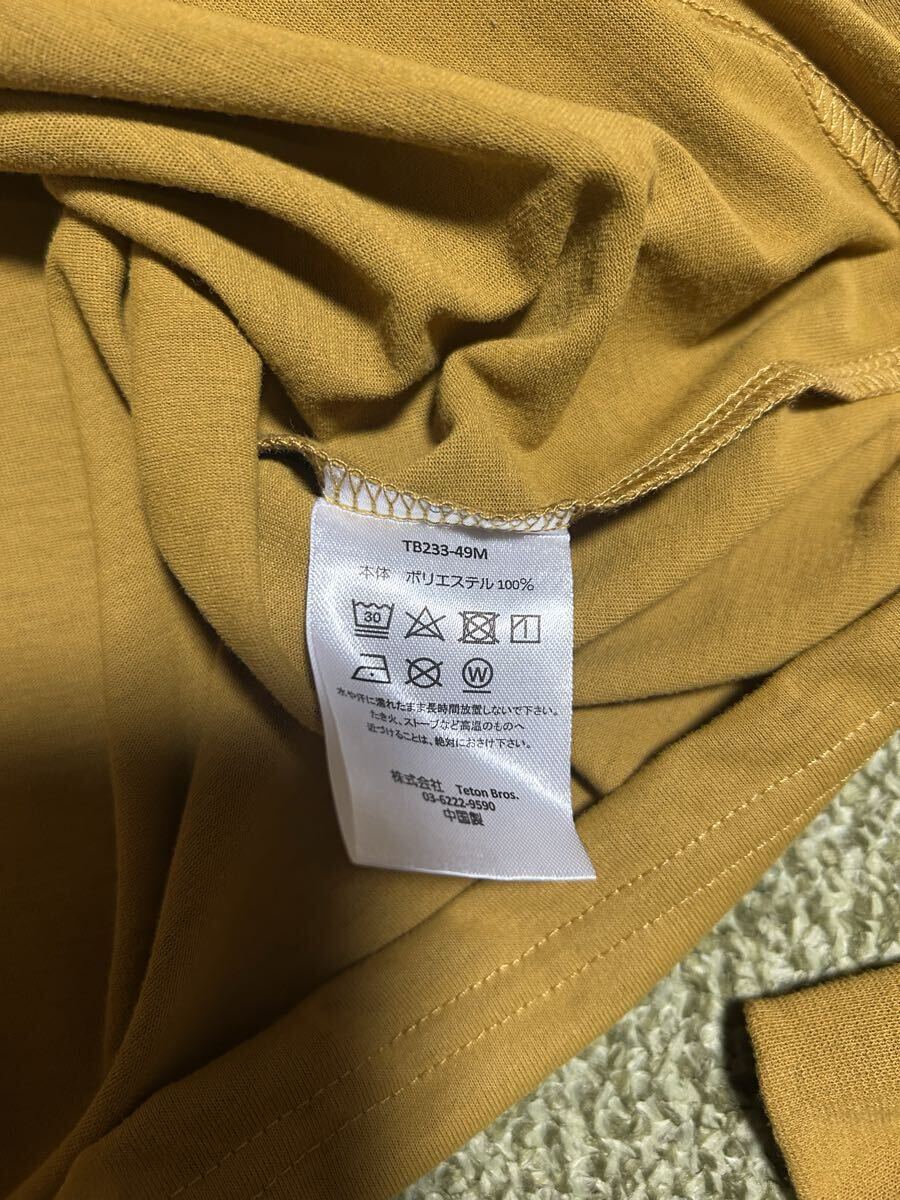 TB233-49M
本体 ポリエステル 100%
30
W
水や汗に濡れたまま長時間放置しないで下さい。
たき火、ストーブなど高温のものへ
近づけることは、絶対におさけ下さい。
株式会社 Teton Bros.
03-6222-9590
中国製